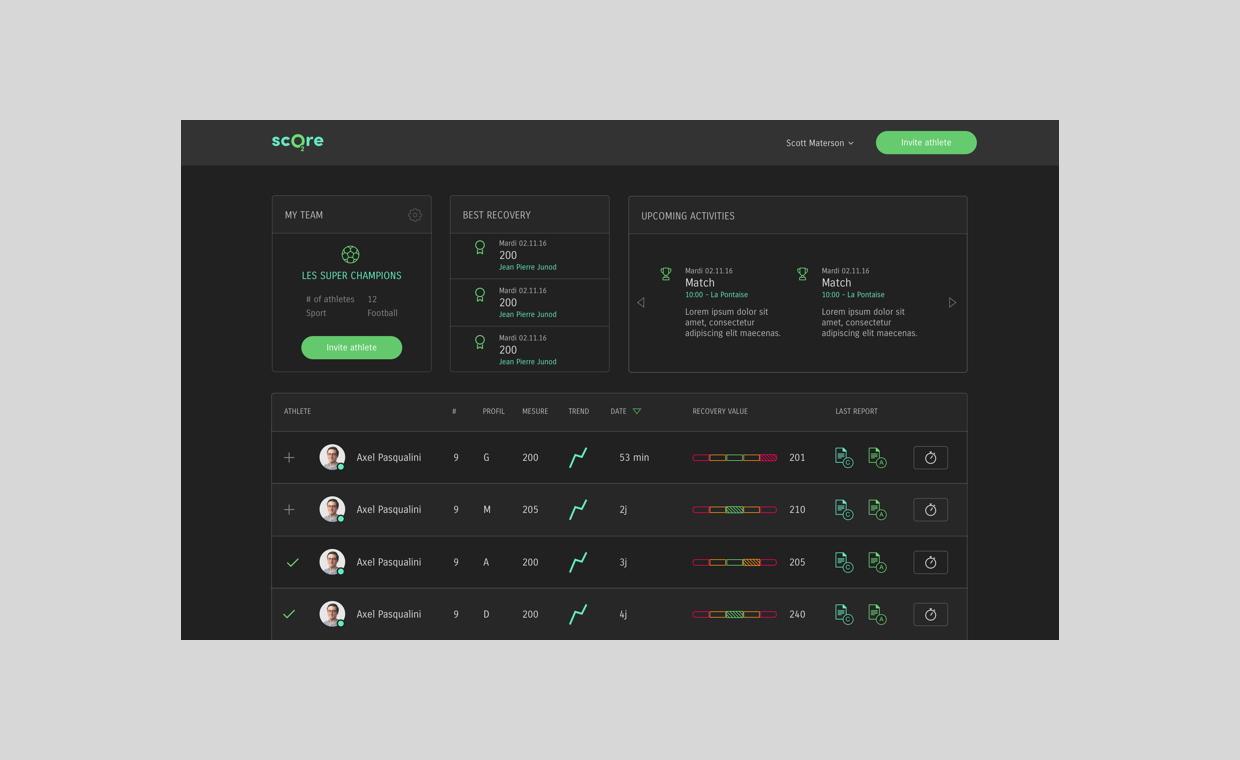 scOre
2
Scott Materson
Invite athlete
MY TEAM
LES SUPER CHAMPIONS
# of athletes 12
Sport Football
Invite athlete
BEST RECOVERY
Mardi 02.11.16
200
Jean Pierre Junod
Mardi 02.11.16
200
Jean Pierre Junod
Mardi 02.11.16
200
Jean Pierre Junod
UPCOMING ACTIVITIES
Mardi 02.11.16
Match
10:00 - La Pontaise
Lorem ipsum dolor sit
amet, consectetur
adipiscing elit maecenas.
Mardi 02.11.16
Match
10:00 - La Pontaise
Lorem ipsum dolor sit
amet, consectetur
adipiscing elit maecenas.
ATHLETE # PROFIL MESURE TREND DATE RECOVERY VALUE LAST REPORT
Axel Pasqualini 9 G 200 53 min 201 C A
Axel Pasqualini 9 M 205 2j 210 C A
Axel Pasqualini 9 A 200 3j 205 C A
Axel Pasqualini 9 D 200 4j 240 C A